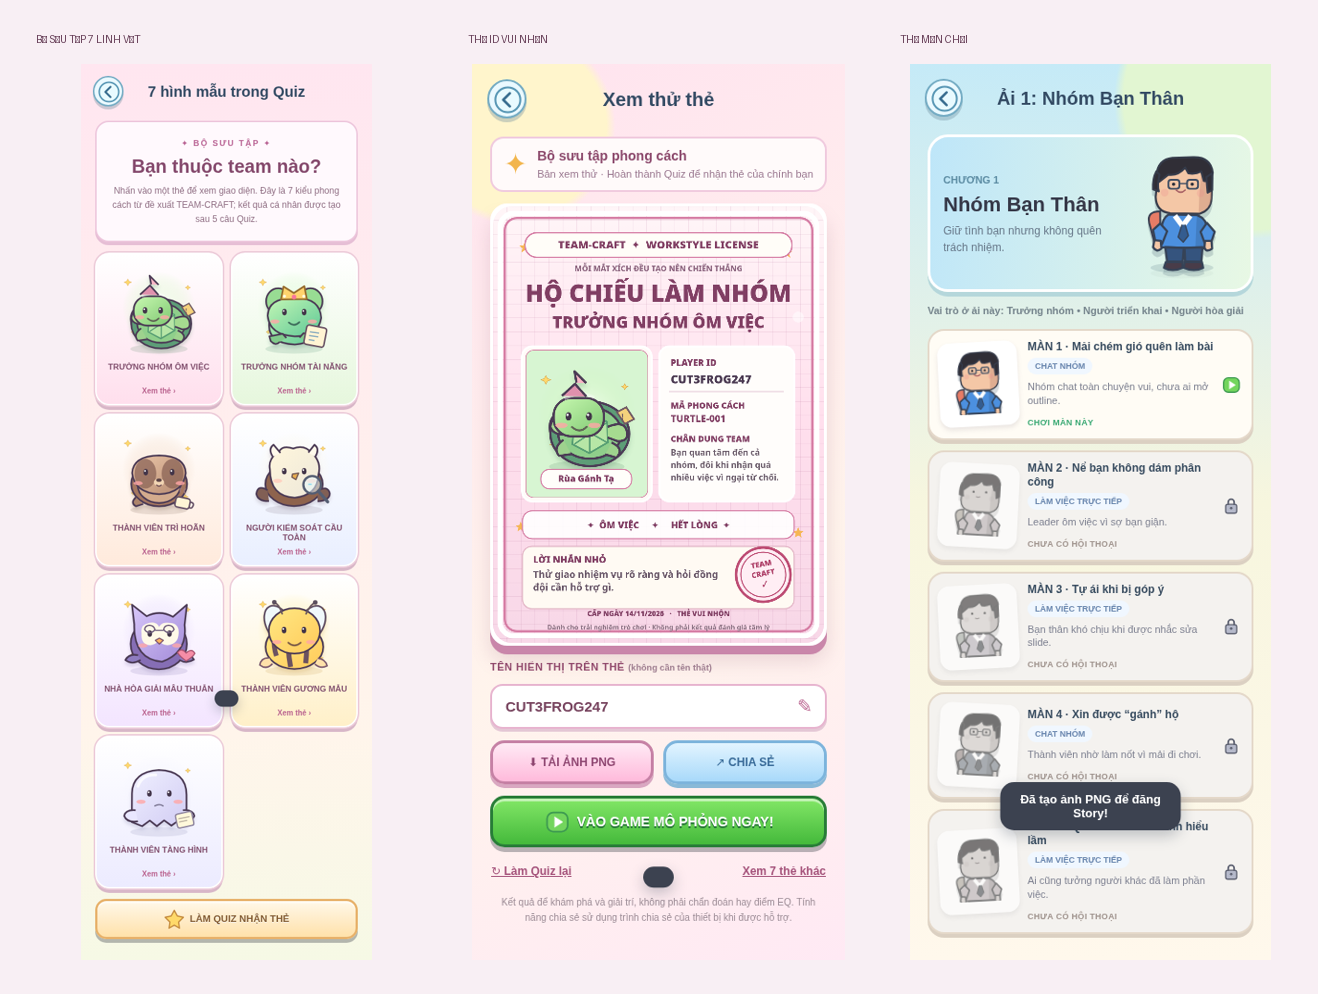 7 hình mẫu trong Quiz
✦ BỘ SƯU TẬP ✦
Bạn thuộc team nào?
Nhấn vào một thẻ để xem giao diện. Đây là 7 kiểu phong
cách từ đề xuất TEAM-CRAFT; kết quả cá nhân được tạo
sau 5 câu Quiz.
TRƯỞNG NHÓM ÔM VIỆC
Xem thẻ ›
TRƯỞNG NHÓM TÀI NĂNG
Xem thẻ ›
THÀNH VIÊN TRÌ HOÃN
Xem thẻ ›
NGƯỜI KIỂM SOÁT CẦU
TOÀN
Xem thẻ ›
NHÀ HÒA GIẢI MÂU THUẪN
Xem thẻ ›
THÀNH VIÊN GƯƠNG MẪU
Xem thẻ ›
THÀNH VIÊN TÀNG HÌNH
Xem thẻ ›
LÀM QUIZ NHẬN THẺ
Xem thử thẻ
Bộ sưu tập phong cách
Bản xem thử · Hoàn thành Quiz để nhận thẻ của chính bạn
TEAM-CRAFT ✦ WORKSTYLE LICENSE
MỖI MẮT XÍCH ĐỀU TẠO NÊN CHIẾN THẮNG
HỘ CHIẾU LÀM NHÓM
TRƯỞNG NHÓM ÔM VIỆC
Rùa Gánh Tạ
PLAYER ID
CUT3FROG247
MÃ PHONG CÁCH
TURTLE-001
CHÂN DUNG TEAM
Bạn quan tâm đến cả
nhóm, đôi khi nhận quá
nhiều việc vì ngại từ chối.
✦ ÔM VIỆC ✦ HẾT LÒNG ✦
LỜI NHẮN NHỎ
Thử giao nhiệm vụ rõ ràng và hỏi đồng
đội cần hỗ trợ gì.
TEAM
CRAFT
✓
CẤP NGÀY 14/11/2026 · THẺ VUI NHỘN
Dành cho trải nghiệm trò chơi · Không phải kết quả đánh giá tâm lý
TÊN HIỂN THỊ TRÊN THẺ (không cần tên thật)
CUT3FROG247
⬇ TẢI ẢNH PNG
↗ CHIA SẺ
VÀO GAME MÔ PHỎNG NGAY!
↻ Làm Quiz lại
Xem 7 thẻ khác
Kết quả để khám phá và giải trí, không phải chẩn đoán hay điểm EQ. Tính
năng chia sẻ sử dụng trình chia sẻ của thiết bị khi được hỗ trợ.
Ải 1: Nhóm Bạn Thân
CHƯƠNG 1
Nhóm Bạn Thân
Giữ tình bạn nhưng không quên
trách nhiệm.
Vai trò ở ải này: Trưởng nhóm • Người triển khai • Người hòa giải
MÀN 1 · Mải chém gió quên làm bài
CHAT NHÓM
Nhóm chat toàn chuyện vui, chưa ai mở
outline.
CHƠI MÀN NÀY
MÀN 2 · Nể bạn không dám phân
công
LÀM VIỆC TRỰC TIẾP
Leader ôm việc vì sợ bạn giận.
CHƯA CÓ HỘI THOẠI
MÀN 3 · Tự ái khi bị góp ý
LÀM VIỆC TRỰC TIẾP
Bạn thân khó chịu khi được nhắc sửa
slide.
CHƯA CÓ HỘI THOẠI
MÀN 4 · Xin được “gánh” hộ
CHAT NHÓM
Thành viên nhờ làm nốt vì mải đi chơi.
CHƯA CÓ HỘI THOẠI
Đã tạo ảnh PNG để đăng
Story!
hiểu
lầm
LÀM VIỆC TRỰC TIẾP
Ai cũng tưởng người khác đã làm phần
việc.
CHƯA CÓ HỘI THOẠI